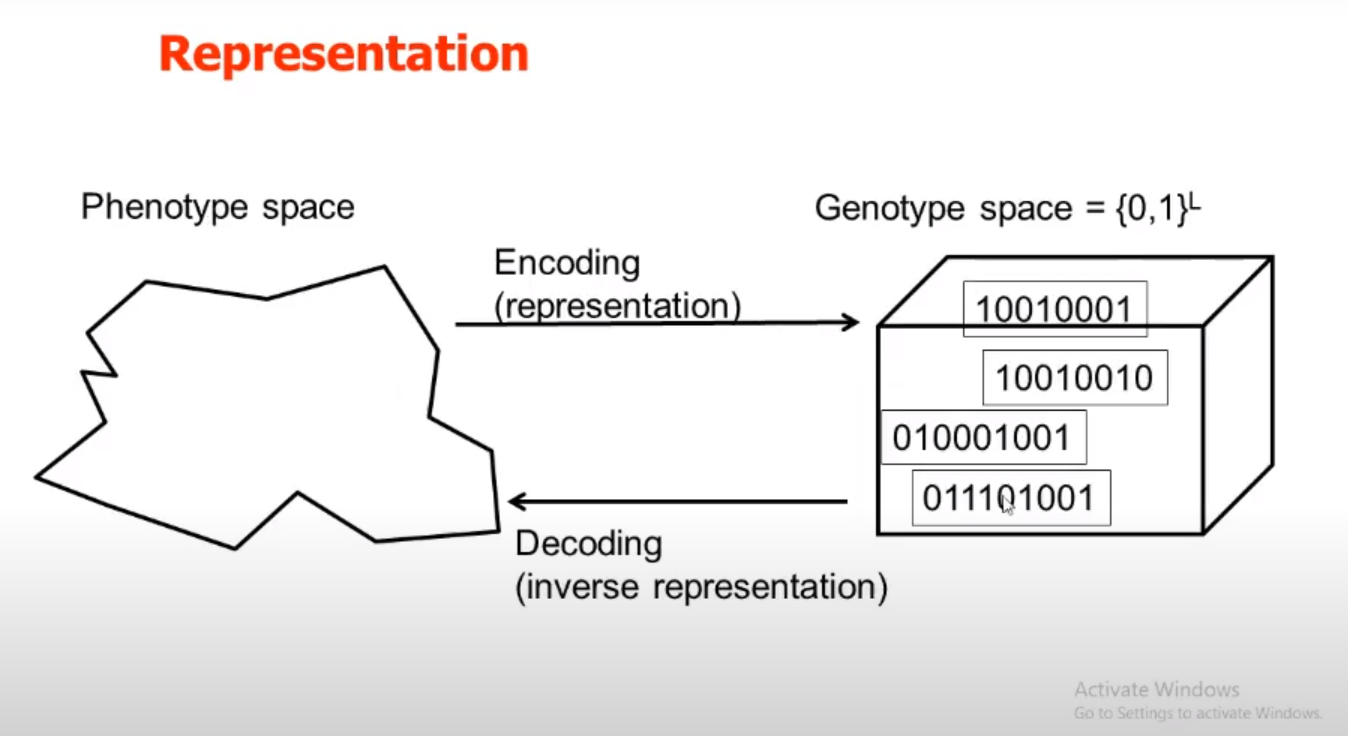 Representation
Phenotype space
Genotype space = {0,1}ᴸ
Encoding
(representation)
10010001
10010010
010001001
011101001
Decoding
(inverse representation)
Activate Windows
Go to Settings to activate Windows.